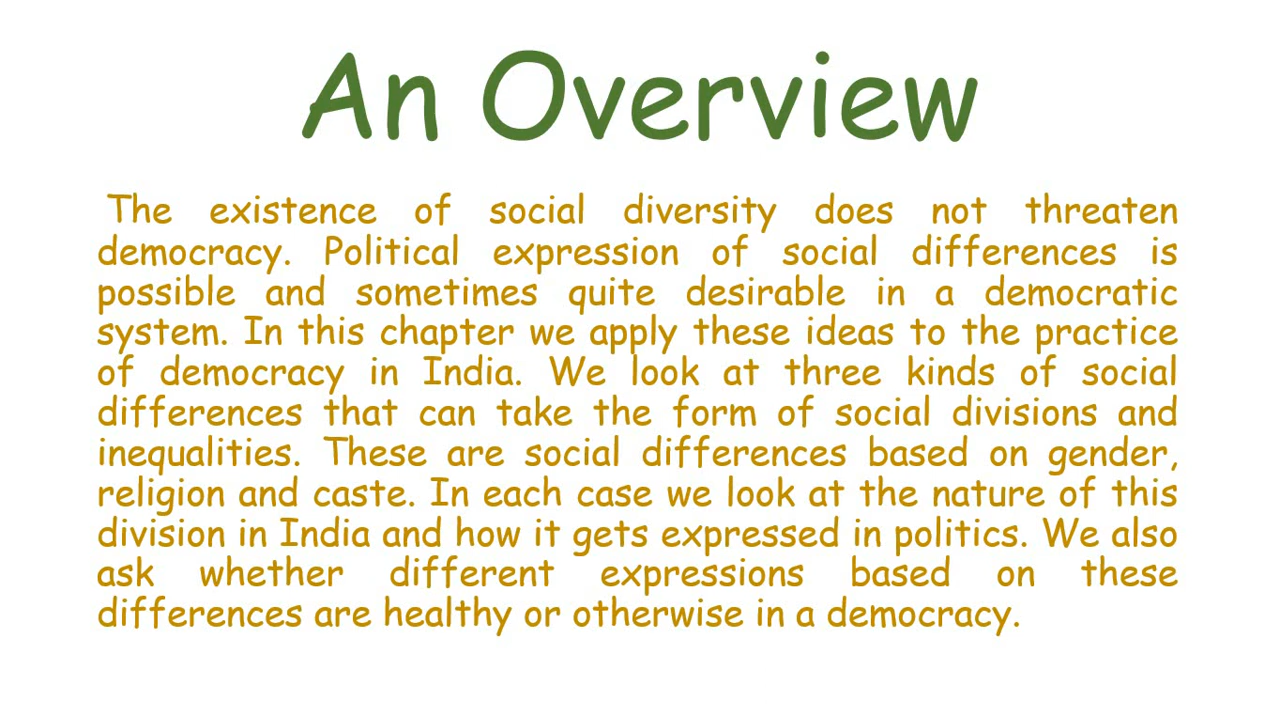 An Overview
The existence of social diversity does not threaten
democracy. Political expression of social differences is
possible and sometimes quite desirable in a democratic
system. In this chapter we apply these ideas to the practice
of democracy in India. We look at three kinds of social
differences that can take the form of social divisions and
inequalities. These are social differences based on gender,
religion and caste. In each case we look at the nature of this
division in India and how it gets expressed in politics. We also
ask whether different expressions based on these
differences are healthy or otherwise in a democracy.